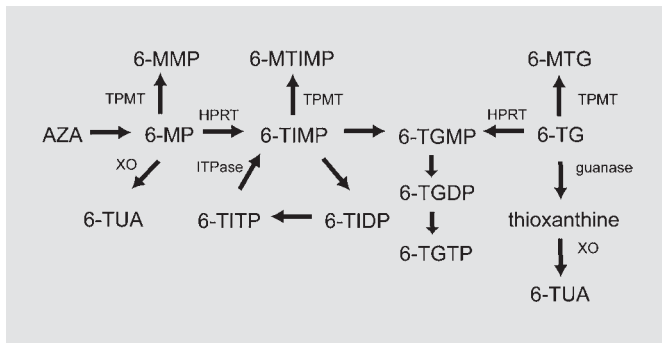 6-MMP 6-MTIMP 6-MTG
TPMT HPRT TPMT HPRT TPMT
AZA 6-MP 6-TIMP 6-TGMP 6-TG
XO ITPase guanase
6-TGDP
6-TUA 6-TITP 6-TIDP thioxanthine
6-TGTP XO
6-TUA